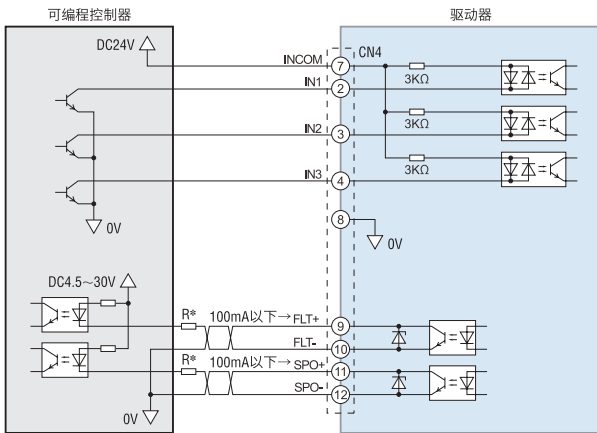 可编程控制器
驱动器
DC24V
INCOM
CN4
7
3KΩ
IN1
2
3KΩ
IN2
3
3KΩ
IN3
4
8
0V
0V
DC4.5~30V
R* 100mA以下→FLT+
9
FLT-
10
R* 100mA以下→SPO+
11
SPO-
12
0V